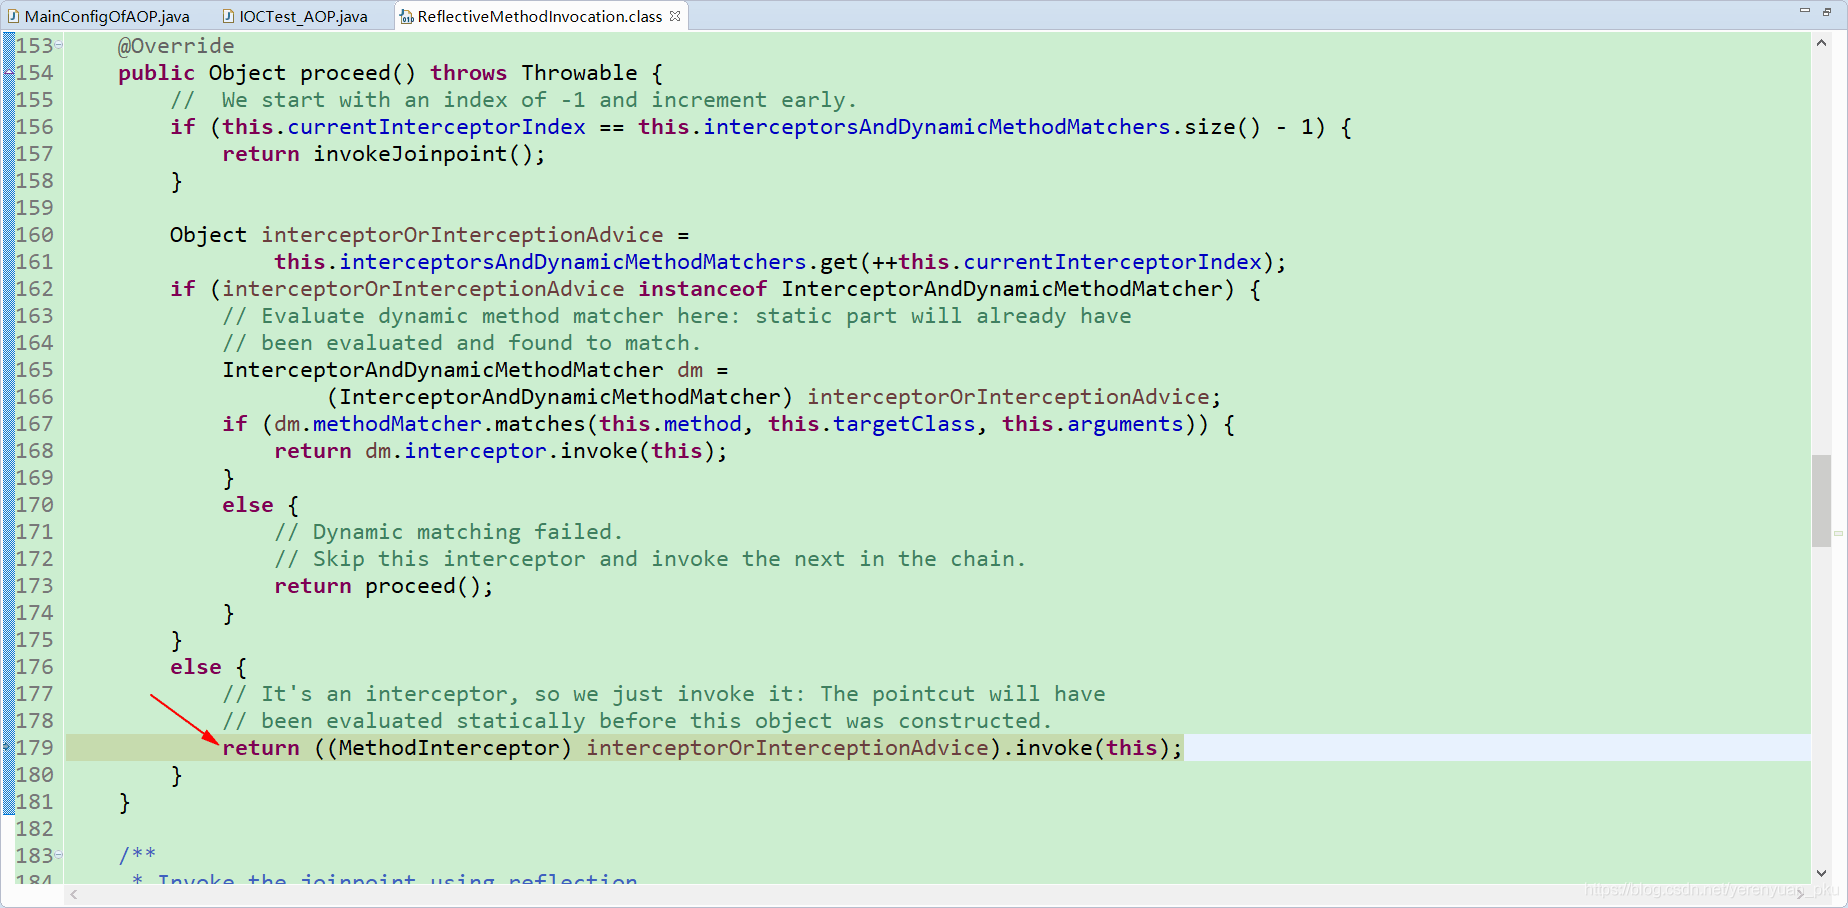 MainConfigOfAOP.java IOCTest_AOP.java ReflectiveMethodInvocation.class
153 @Override
154 public Object proceed() throws Throwable {
155 //  We start with an index of -1 and increment early.
156 if (this.currentInterceptorIndex == this.interceptorsAndDynamicMethodMatchers.size() - 1) {
157 return invokeJoinpoint();
158 }
159
160 Object interceptorOrInterceptionAdvice =
161 this.interceptorsAndDynamicMethodMatchers.get(++this.currentInterceptorIndex);
162 if (interceptorOrInterceptionAdvice instanceof InterceptorAndDynamicMethodMatcher) {
163 // Evaluate dynamic method matcher here: static part will already have
164 // been evaluated and found to match.
165 InterceptorAndDynamicMethodMatcher dm =
166 (InterceptorAndDynamicMethodMatcher) interceptorOrInterceptionAdvice;
167 if (dm.methodMatcher.matches(this.method, this.targetClass, this.arguments)) {
168 return dm.interceptor.invoke(this);
169 }
170 else {
171 // Dynamic matching failed.
172 // Skip this interceptor and invoke the next in the chain.
173 return proceed();
174 }
175 }
176 else {
177 // It's an interceptor, so we just invoke it: The pointcut will have
178 // been evaluated statically before this object was constructed.
179 return ((MethodInterceptor) interceptorOrInterceptionAdvice).invoke(this);
180 }
181 }
182
183 /**
184 * Invoke the joinpoint using reflection.
https://blog.csdn.net/yerenyuan_pku